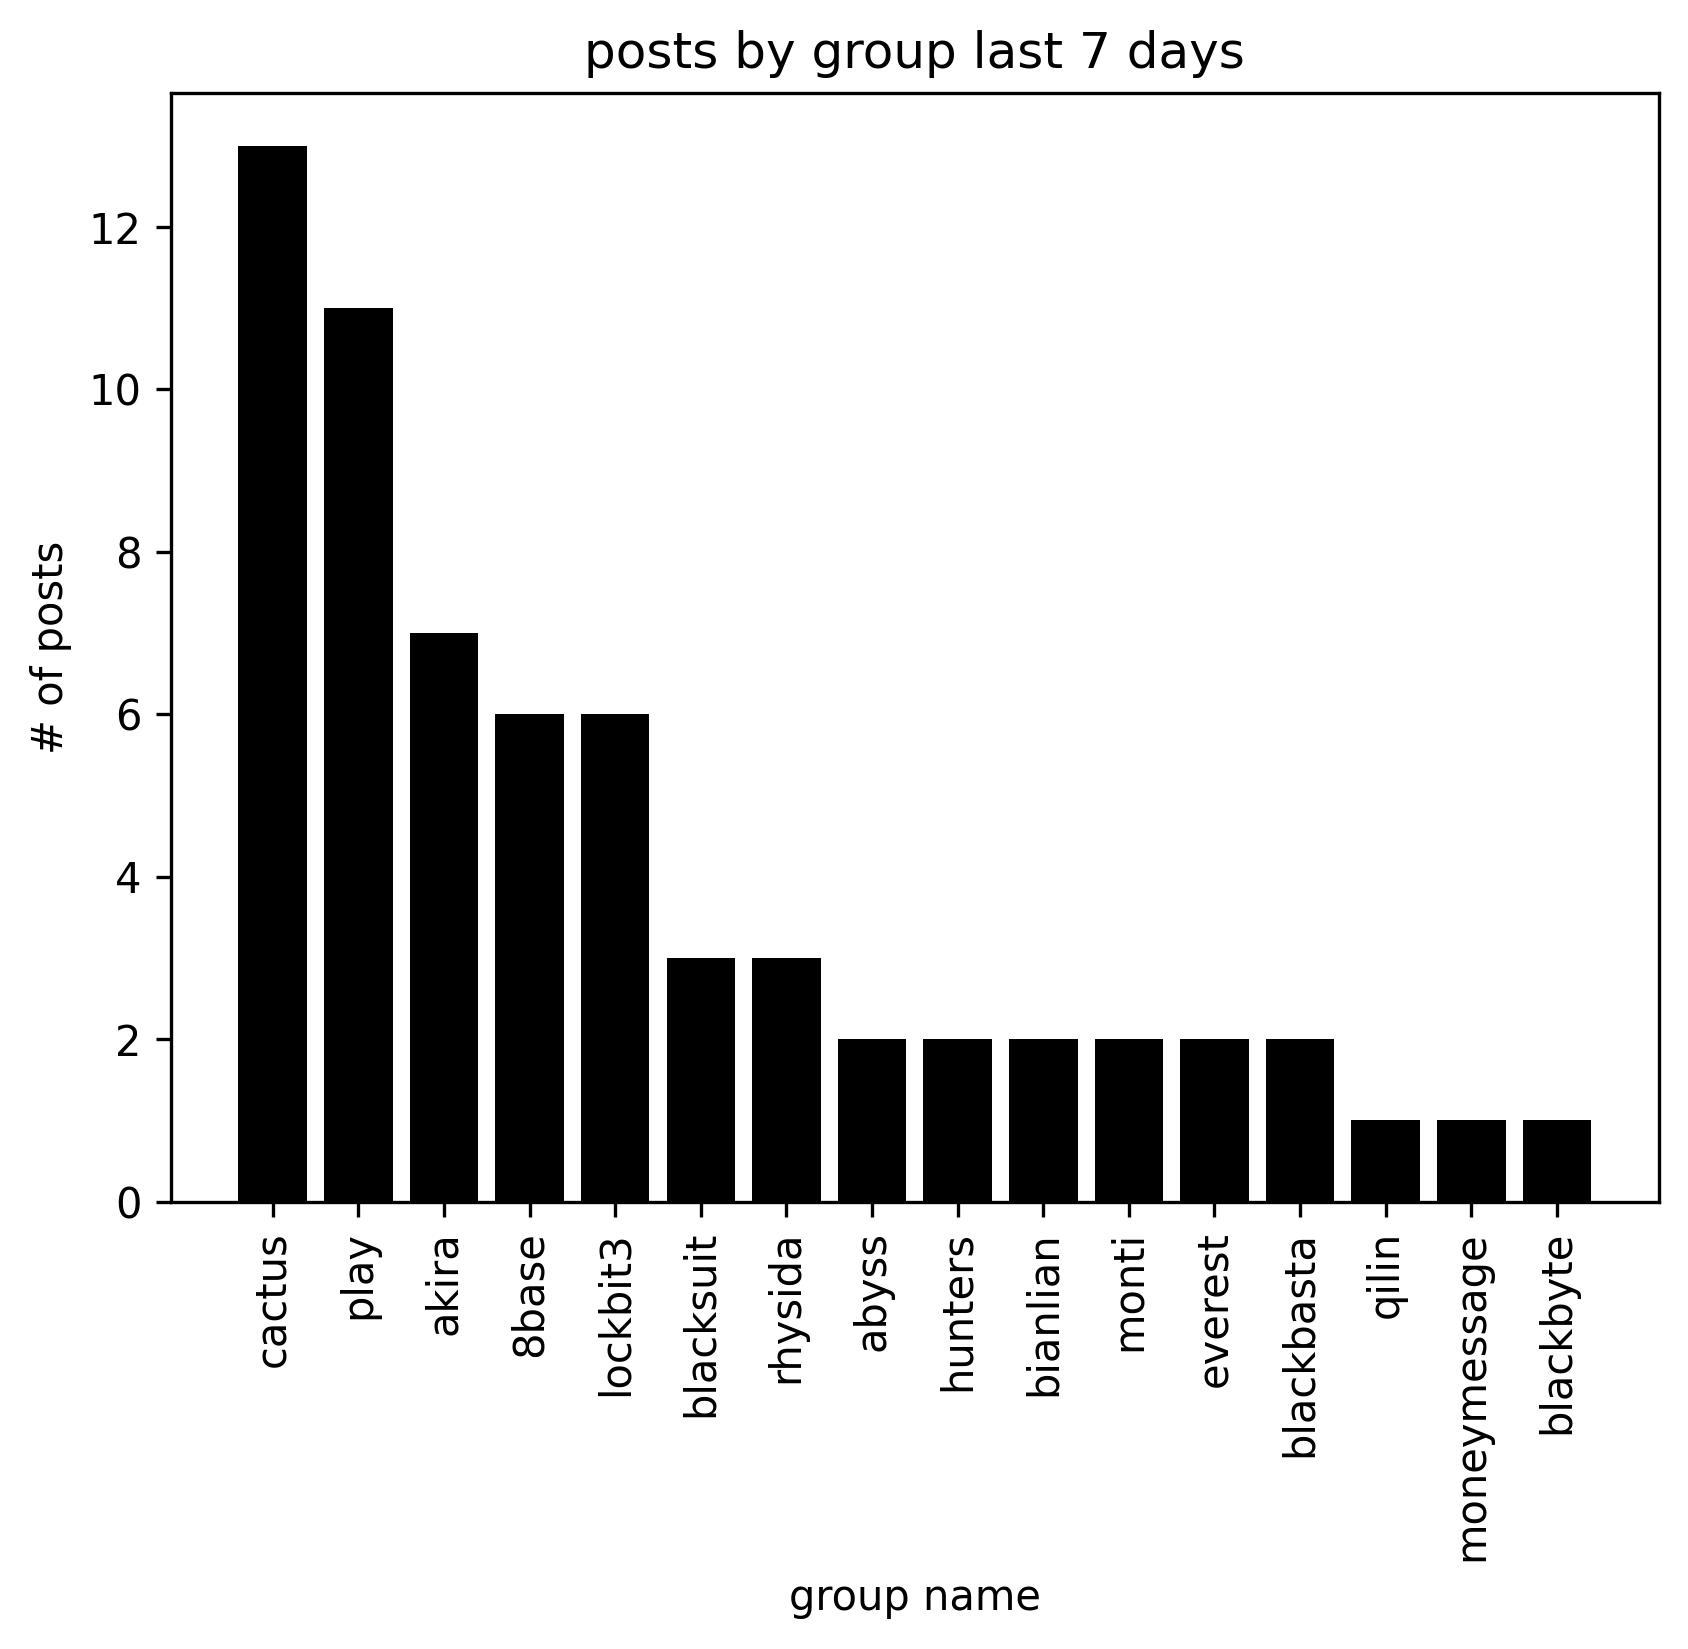 posts by group last 7 days
# of posts
12
10
8
6
4
2
0
cactus
play
akira
8base
lockbit3
blacksuit
rhysida
abyss
hunters
bianlian
monti
everest
blackbasta
qilin
moneymessage
blackbyte
group name